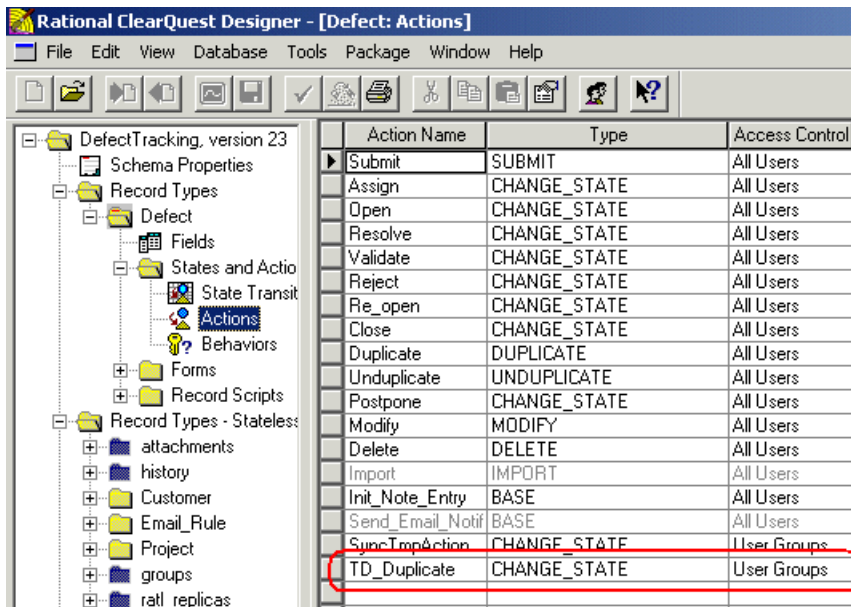 Rational ClearQuest Designer - [Defect: Actions]
File Edit View Database Tools Package Window Help
DefectTracking, version 23
Schema Properties
Record Types
Defect
Fields
States and Actio
State Transit
Actions
Behaviors
Forms
Record Scripts
Record Types - Stateless
attachments
history
Customer
Email_Rule
Project
groups
ratl_replicas
Action Name Type Access Control
Submit SUBMIT All Users
Assign CHANGE_STATE All Users
Open CHANGE_STATE All Users
Resolve CHANGE_STATE All Users
Validate CHANGE_STATE All Users
Reject CHANGE_STATE All Users
Re_open CHANGE_STATE All Users
Close CHANGE_STATE All Users
Duplicate DUPLICATE All Users
Unduplicate UNDUPLICATE All Users
Postpone CHANGE_STATE All Users
Modify MODIFY All Users
Delete DELETE All Users
Import IMPORT All Users
Init_Note_Entry BASE All Users
Send_Email_Notif BASE All Users
SyncTmpAction CHANGE_STATE User Groups
TD_Duplicate CHANGE_STATE User Groups